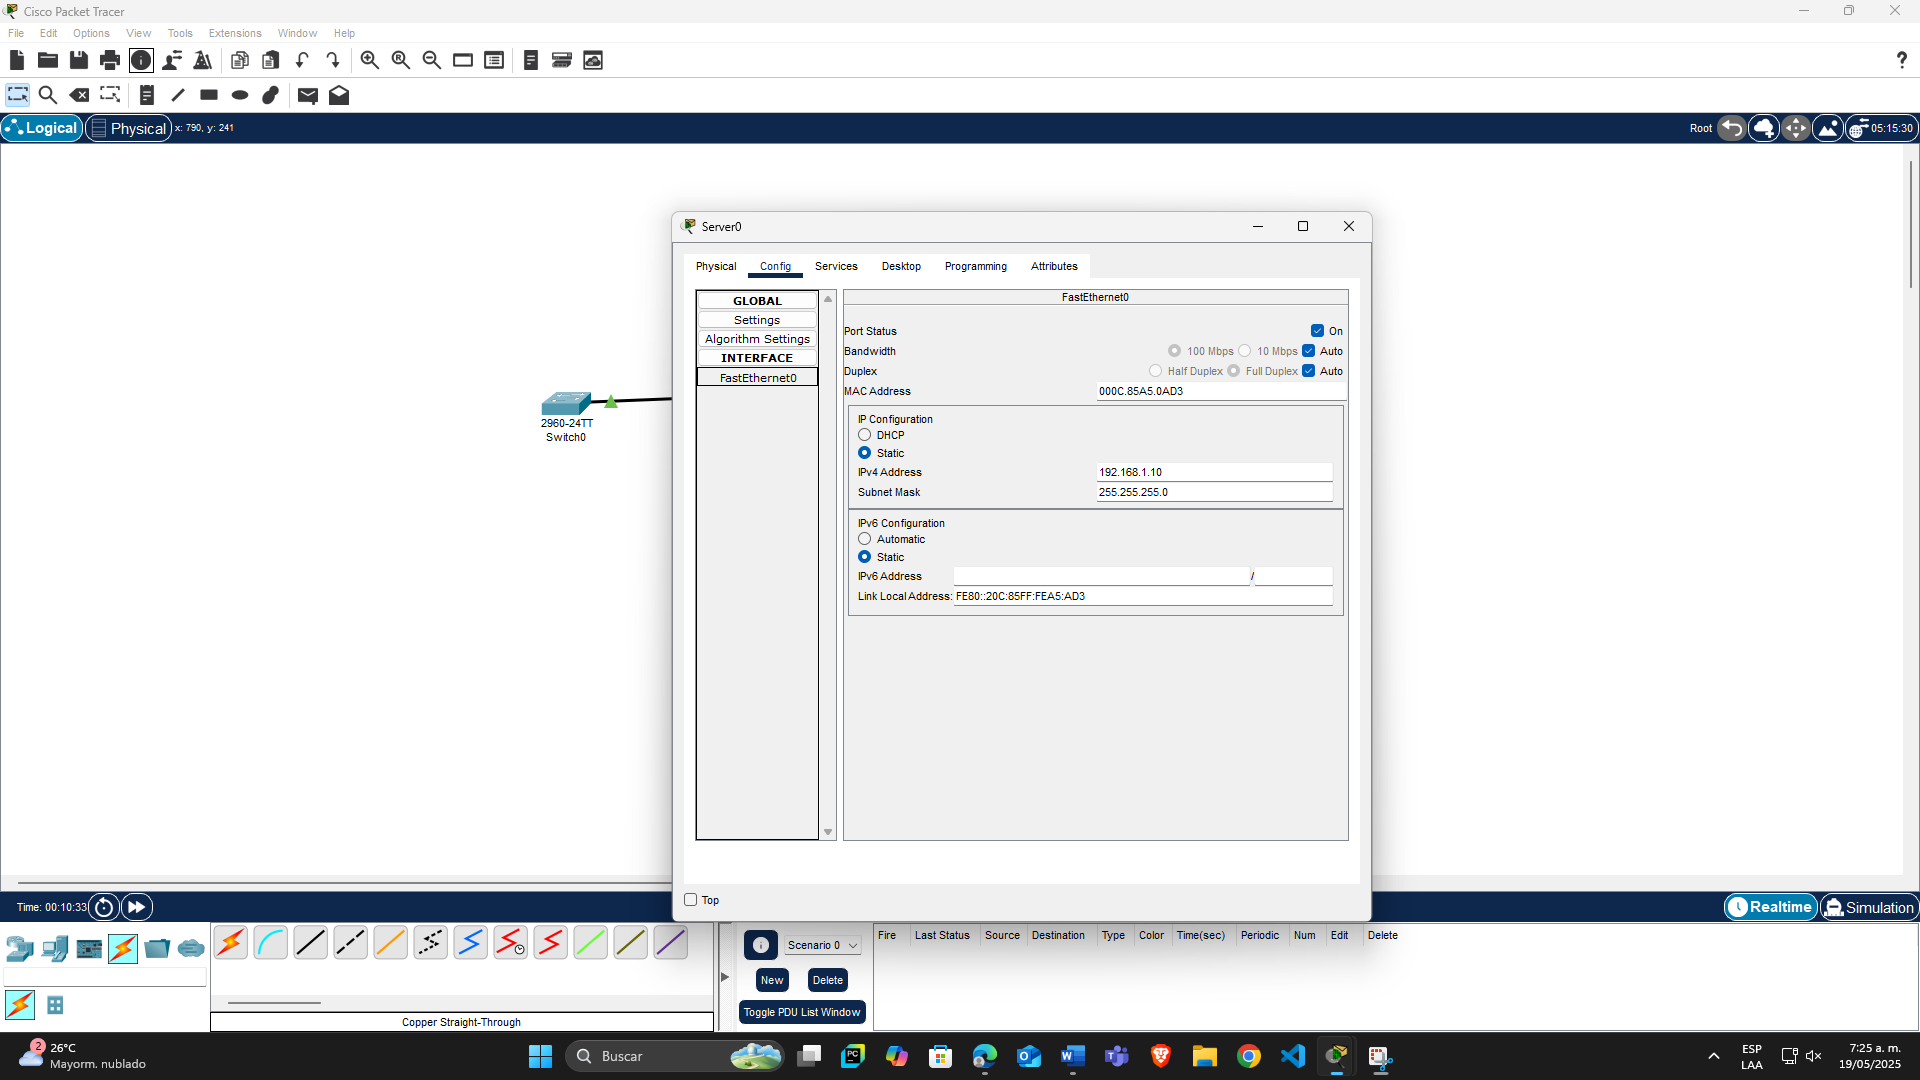 Cisco Packet Tracer
File Edit Options View Tools Extensions Window Help
?
Logical Physical x: 790, y: 241 Root 05:15:30
Server0
Physical Config Services Desktop Programming Attributes
GLOBAL
Settings
Algorithm Settings
INTERFACE
FastEthernet0
FastEthernet0
Port Status On
Bandwidth 100 Mbps 10 Mbps Auto
Duplex Half Duplex Full Duplex Auto
MAC Address 000C.85A5.0AD3
IP Configuration
DHCP
Static
IPv4 Address 192.168.1.10
Subnet Mask 255.255.255.0
IPv6 Configuration
Automatic
Static
IPv6 Address /
Link Local Address: FE80::20C:85FF:FEA5:AD3
2960-24TT
Switch0
Top
Time: 00:10:33 Realtime Simulation
Scenario 0
New Delete
Toggle PDU List Window
Fire Last Status Source Destination Type Color Time(sec) Periodic Num Edit Delete
Copper Straight-Through
2
26°C
Mayorm. nublado
Buscar
PC
ESP
LAA
7:25 a. m.
19/05/2025